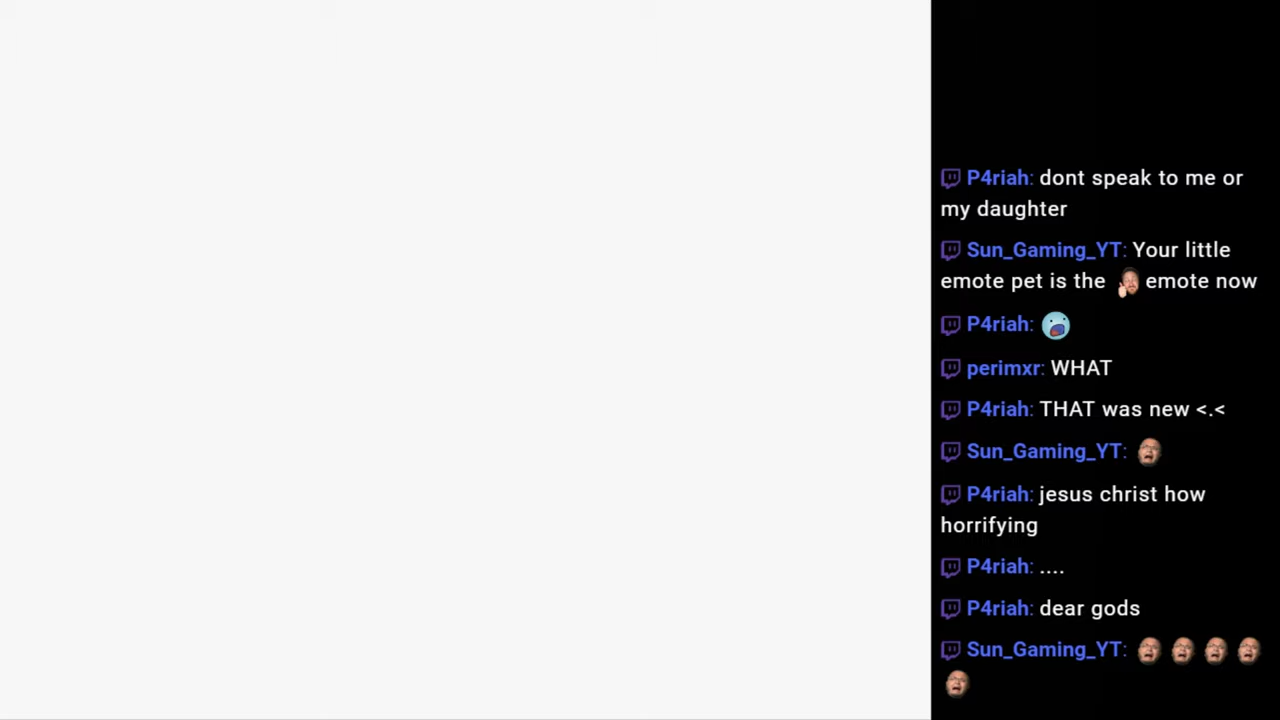 P4riah: dont speak to me or
my daughter
Sun_Gaming_YT: Your little
emote pet is the emote now
P4riah:
perimxr: WHAT
P4riah: THAT was new <.<
Sun_Gaming_YT:
P4riah: jesus christ how
horrifying
P4riah: ....
P4riah: dear gods
Sun_Gaming_YT: